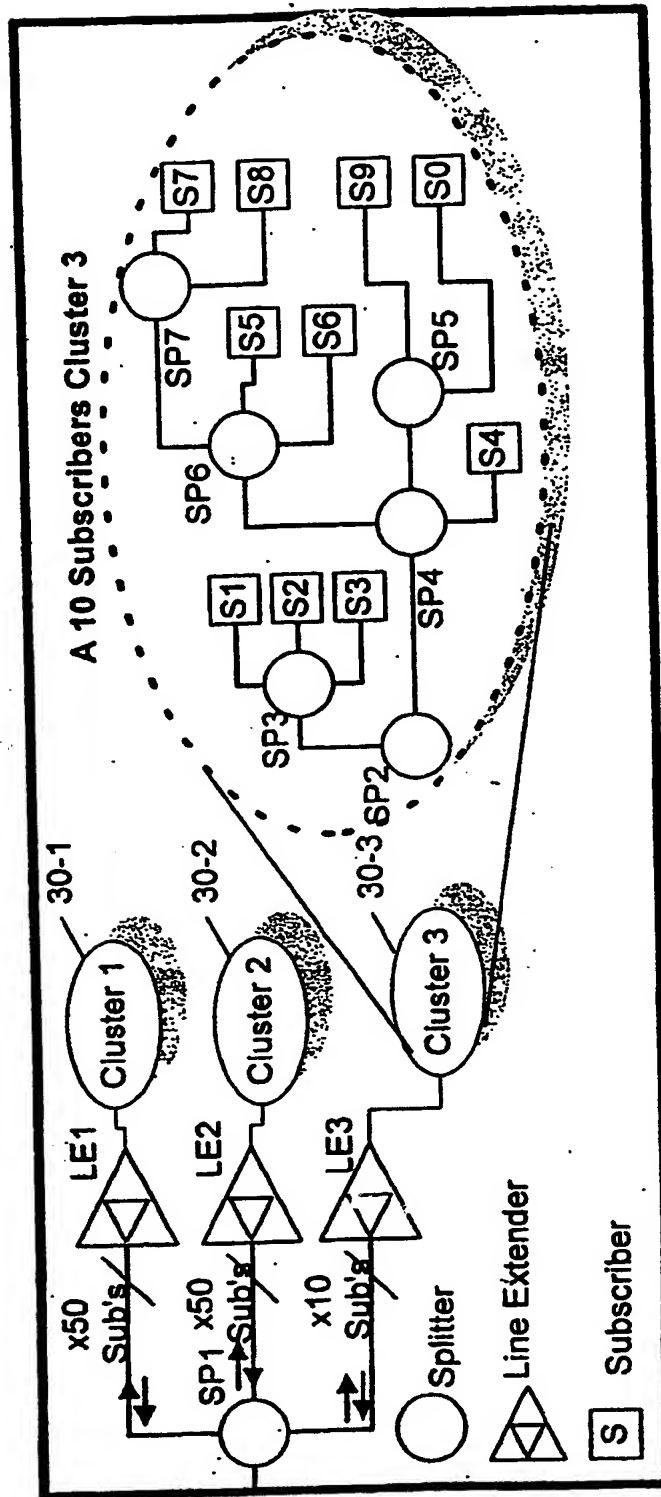 A 10 Subscribers Cluster 3
x50
Sub's
LE1
Cluster 1
30-1
SP1
x50
Sub's
LE2
Cluster 2
30-2
x10
Sub's
LE3
Cluster 3
30-3
SP2
SP3
S1
S2
S3
SP4
S4
SP5
S9
S0
SP6
S5
S6
SP7
S7
S8
Splitter
Line Extender
S
Subscriber